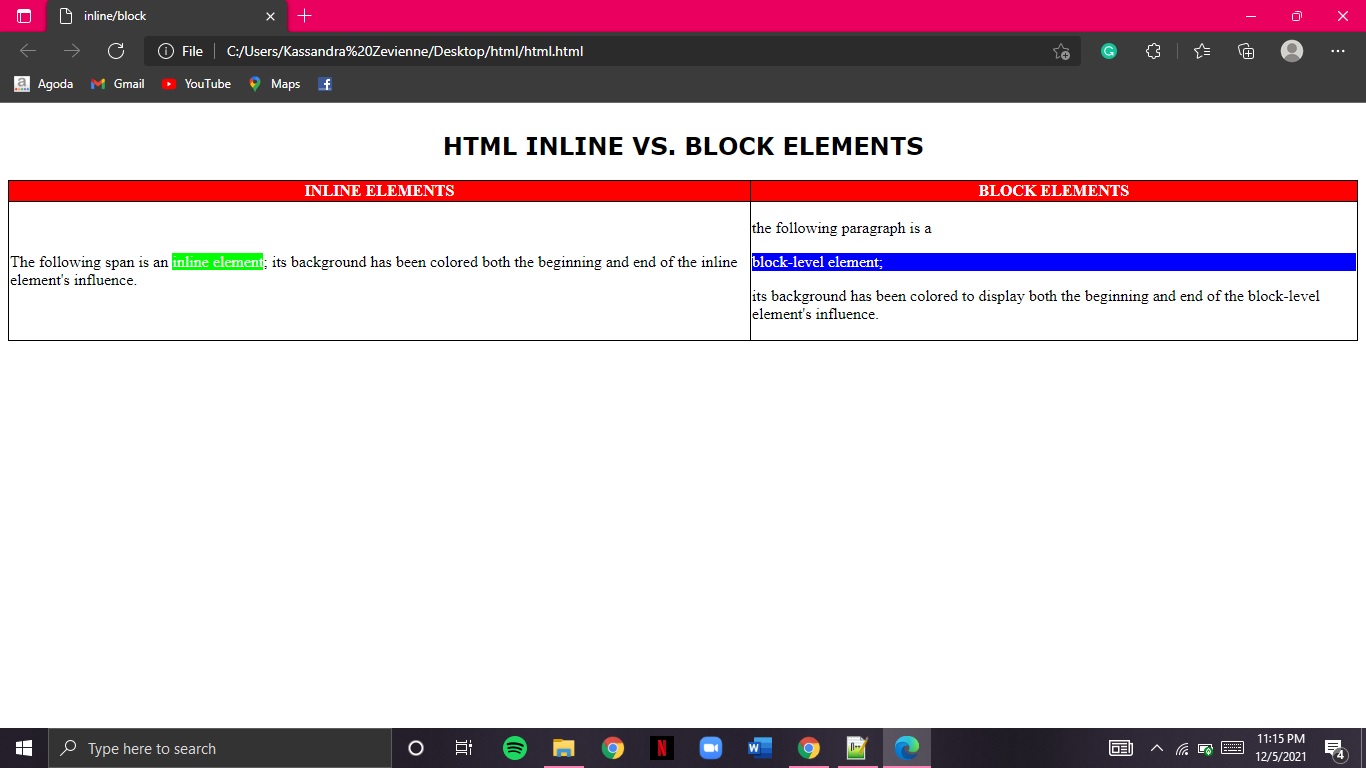 inline/block
File
C:/Users/Kassandra%20Zevienne/Desktop/html/html.html
Agoda
Gmail
YouTube
Maps
HTML INLINE VS. BLOCK ELEMENTS
INLINE ELEMENTS
BLOCK ELEMENTS
The following span is an inline element; its background has been colored both the beginning and end of the inline
element's influence.
the following paragraph is a
block-level element;
its background has been colored to display both the beginning and end of the block-level
element's influence.
Type here to search
11:15 PM
12/5/2021
4